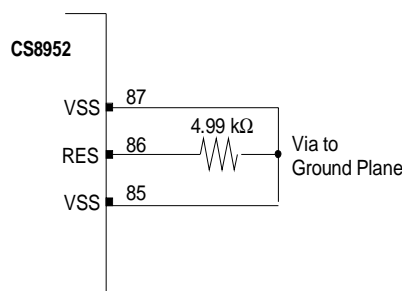 CS8952
VSS 87
4.99 kΩ
RES 86
Via to
Ground Plane
VSS 85